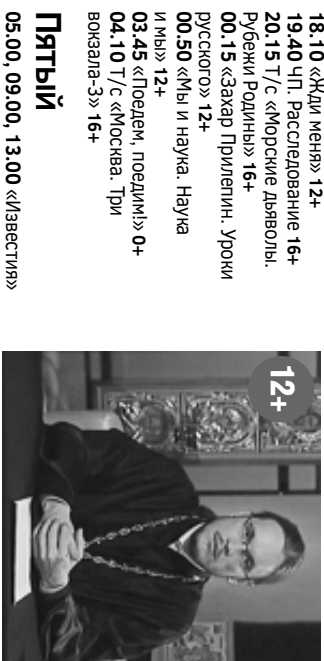 18.10 «Жди меня» 12+
19.40 ЧП. Расследование 16+
20.15 Т/с «Морские дьяволы.
Рубежи Родины» 16+
00.15 «Захар Прилепин. Уроки
русского» 12+
00.50 «Мы и наука. Наука
и мы» 12+
03.45 «Поедем, поедим!» 0+
04.10 Т/с «Москва. Три
вокзала-3» 16+
Пятый
05.00, 09.00, 13.00 «Известия»
12+